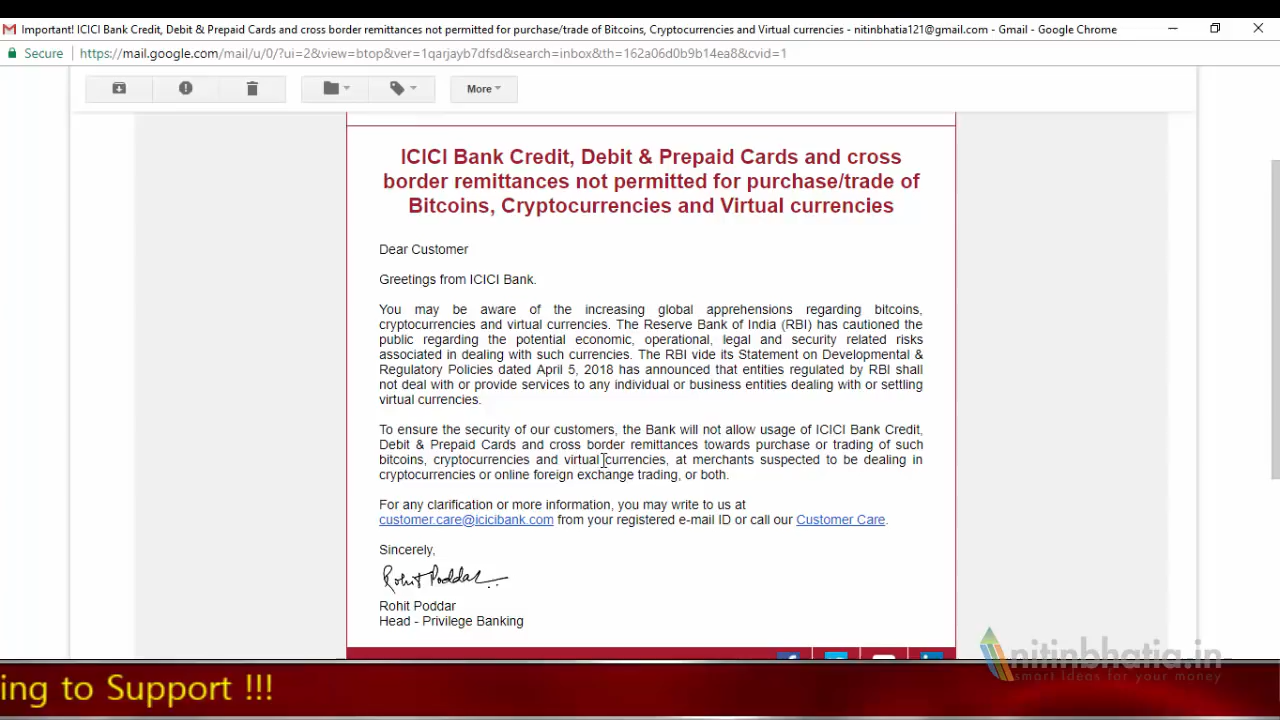 Important! ICICI Bank Credit, Debit & Prepaid Cards and cross border remittances not permitted for purchase/trade of Bitcoins, Cryptocurrencies and Virtual currencies - nitinbhatia121@gmail.com - Gmail - Google Chrome
Secure https://mail.google.com/mail/u/0/?ui=2&view=btop&ver=1qarjayb7dfsd&search=inbox&th=162a06d0b9b14ea8&cvid=1
More
ICICI Bank Credit, Debit & Prepaid Cards and cross
border remittances not permitted for purchase/trade of
Bitcoins, Cryptocurrencies and Virtual currencies
Dear Customer
Greetings from ICICI Bank.
You may be aware of the increasing global apprehensions regarding bitcoins,
cryptocurrencies and virtual currencies. The Reserve Bank of India (RBI) has cautioned the
public regarding the potential economic, operational, legal and security related risks
associated in dealing with such currencies. The RBI vide its Statement on Developmental &
Regulatory Policies dated April 5, 2018 has announced that entities regulated by RBI shall
not deal with or provide services to any individual or business entities dealing with or settling
virtual currencies.
To ensure the security of our customers, the Bank will not allow usage of ICICI Bank Credit,
Debit & Prepaid Cards and cross border remittances towards purchase or trading of such
bitcoins, cryptocurrencies and virtual currencies, at merchants suspected to be dealing in
cryptocurrencies or online foreign exchange trading, or both.
For any clarification or more information, you may write to us at
customer.care@icicibank.com from your registered e-mail ID or call our Customer Care.
Sincerely,
Rohit Poddar
Rohit Poddar
Head - Privilege Banking
nitinbhatia.in
smart ideas for your money
ing to Support !!!